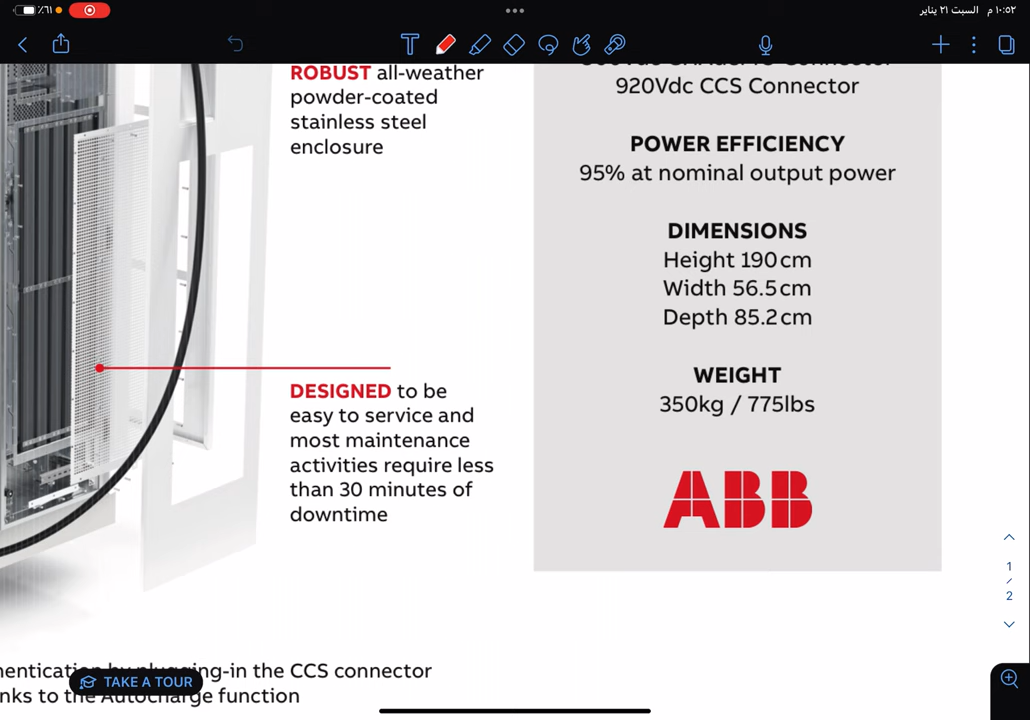 ٪٦١
١٠:٥٢ م السبت ٢١ يناير
ROBUST all-weather
powder-coated
stainless steel
enclosure
DESIGNED to be
easy to service and
most maintenance
activities require less
than 30 minutes of
downtime
920Vdc CCS Connector
POWER EFFICIENCY
95% at nominal output power
DIMENSIONS
Height 190cm
Width 56.5cm
Depth 85.2cm
WEIGHT
350kg / 775lbs
ABB
1
/
2
plugging-in the CCS connector
to the Autocharge function
TAKE A TOUR